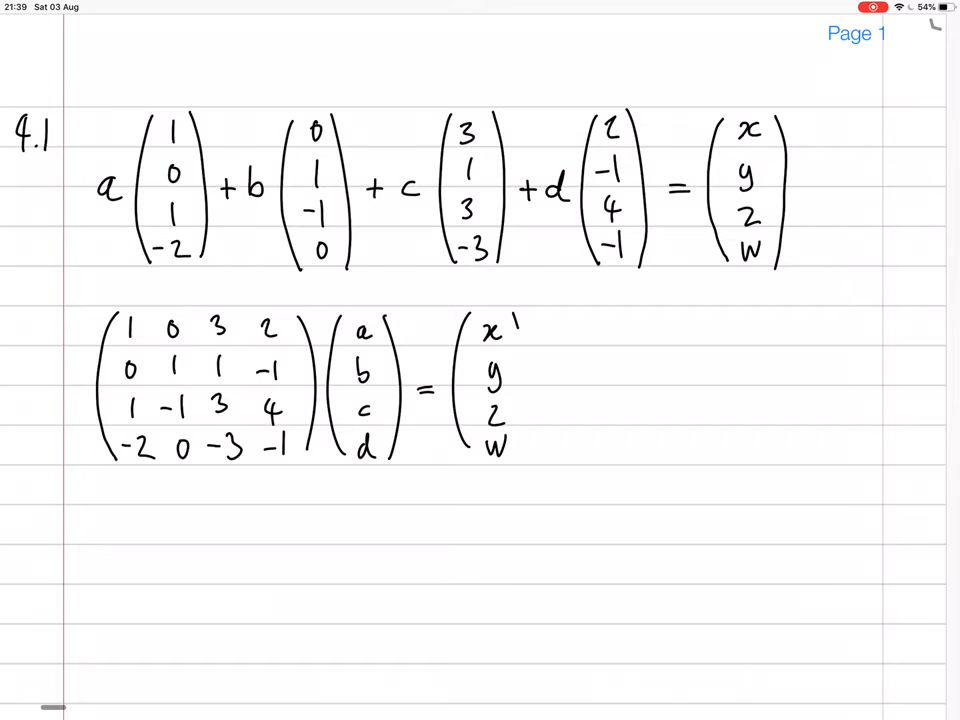 21:39 Sat 03 Aug 54%
Page 1
4.1 a (1 0 1 -2) + b (0 1 -1 0) + c (3 1 3 -3) + d (2 -1 4 -1) = (x y z w)
(1 0 3 2 a x
0 1 1 -1 b = y
1 -1 3 4 c z
-2 0 -3 -1) d w